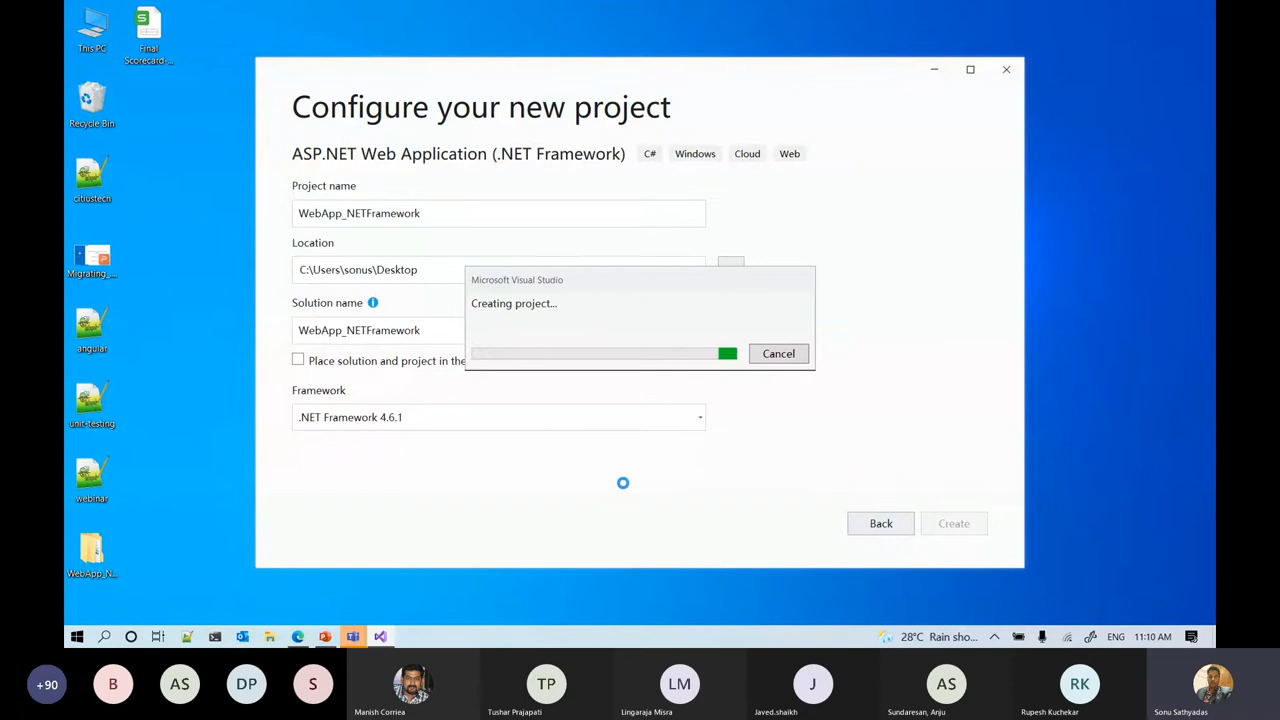 This PC
Final
Scorecard-...
Recycle Bin
citiustech
Migrating_...
angular
unit-testing
webinar
WebApp_N...
Configure your new project
ASP.NET Web Application (.NET Framework) C# Windows Cloud Web
Project name
WebApp_NETFramework
Location
C:\Users\sonus\Desktop
Solution name
WebApp_NETFramework
Place solution and project in the
Framework
.NET Framework 4.6.1
Microsoft Visual Studio
Creating project...
Cancel
Back Create
28°C Rain sho... ENG 11:10 AM
+90 B AS DP S TP LM J AS RK
Manish Corriea Tushar Prajapati Lingaraja Misra Javed.shaikh Sundaresan, Anju Rupesh Kuchekar Sonu Sathyadas